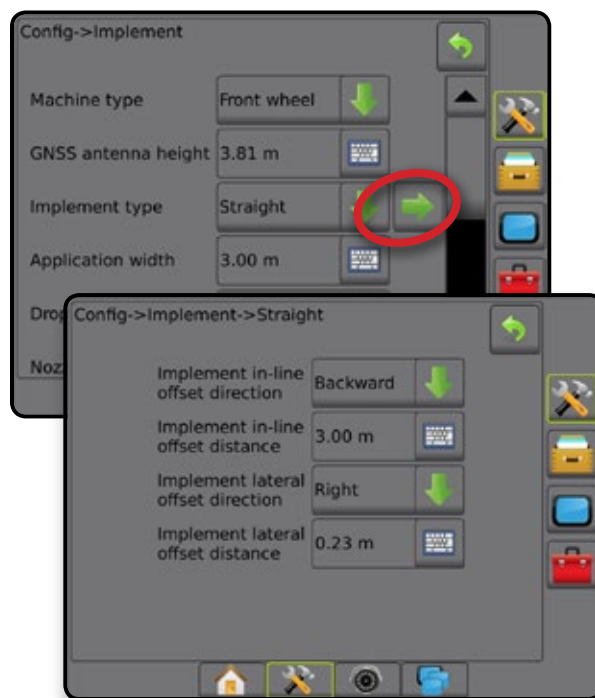 Config->Implement
Machine type Front wheel
GNSS antenna height 3.81 m
Implement type Straight
Application width 3.00 m
Config->Implement->Straight
Implement in-line
offset direction Backward
Implement in-line
offset distance 3.00 m
Implement lateral
offset direction Right
Implement lateral
offset distance 0.23 m